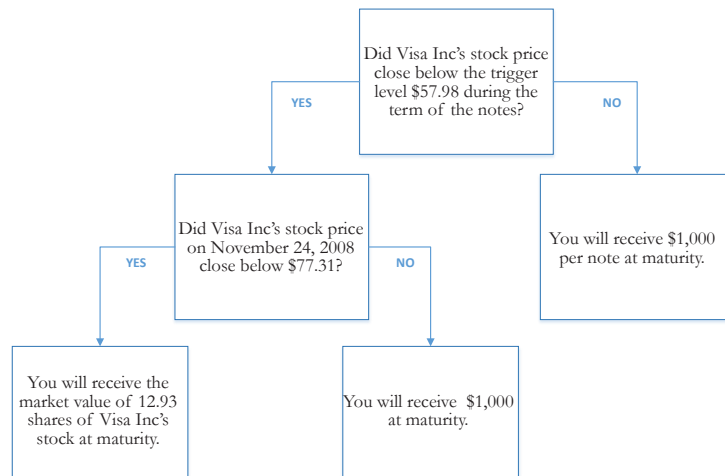 Did Visa Inc's stock price
close below the trigger
level $57.98 during the
term of the notes?
YES
NO
Did Visa Inc's stock price
on November 24, 2008
close below $77.31?
You will receive $1,000
per note at maturity.
YES
NO
You will receive the
market value of 12.93
shares of Visa Inc's
stock at maturity.
You will receive $1,000
at maturity.